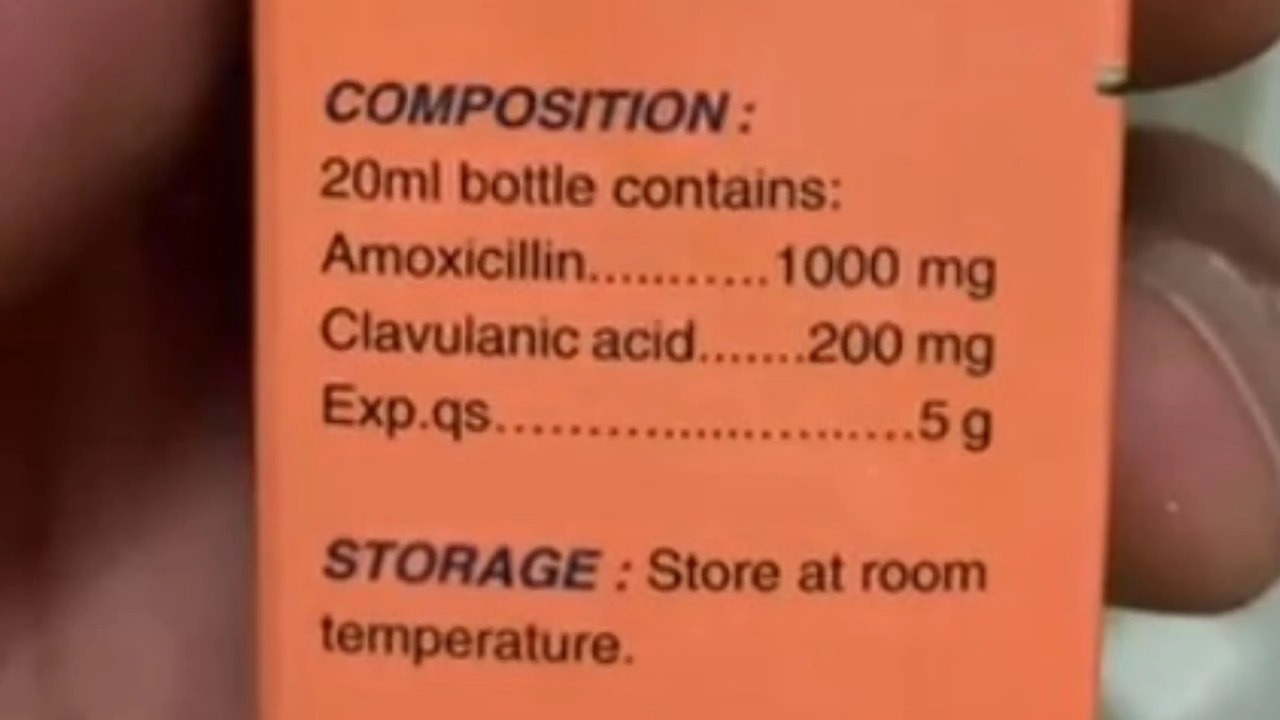 COMPOSITION :
20ml bottle contains:
Amoxicillin...........1000 mg
Clavulanic acid.......200 mg
Exp.qs..........................5 g
STORAGE : Store at room
temperature.